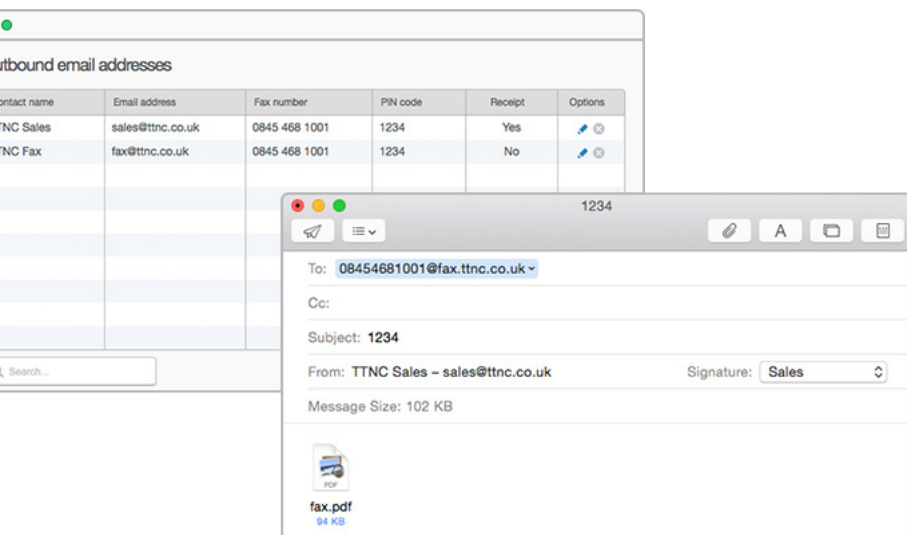 utbound email addresses
ontact name Email address Fax number PIN code Receipt Options
TNC Sales sales@ttnc.co.uk 0845 468 1001 1234 Yes
TNC Fax fax@ttnc.co.uk 0845 468 1001 1234 No
Search...
1234
A
To: 08454681001@fax.ttnc.co.uk
Cc:
Subject: 1234
From: TTNC Sales – sales@ttnc.co.uk Signature: Sales
Message Size: 102 KB
PDF
fax.pdf
94 KB